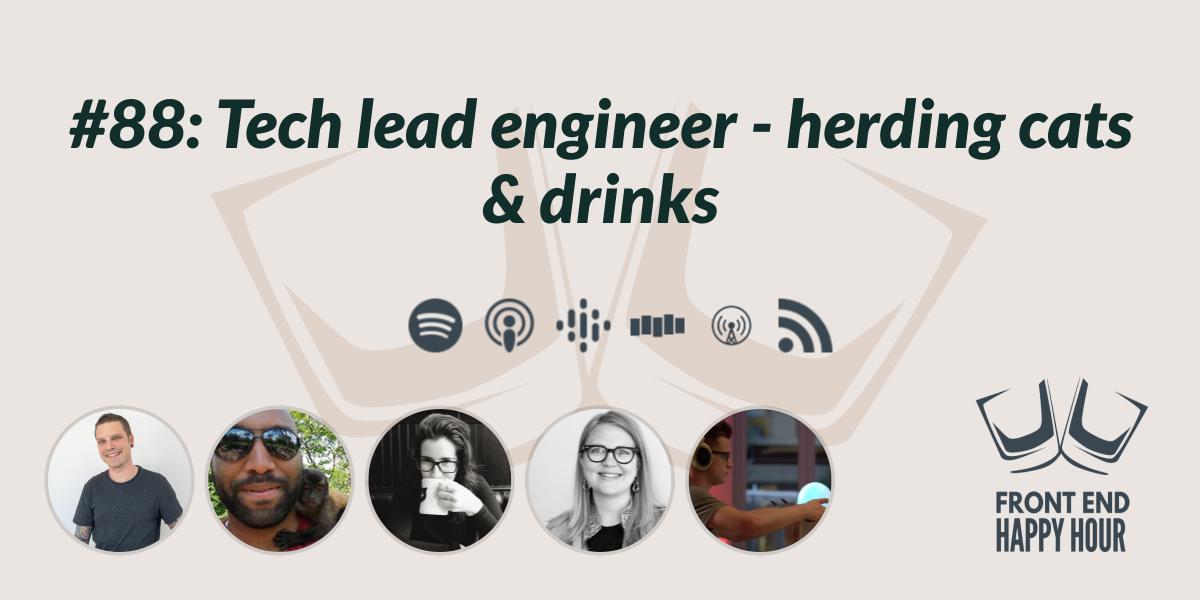 #88: Tech lead engineer - herding cats
& drinks
FRONT END
HAPPY HOUR